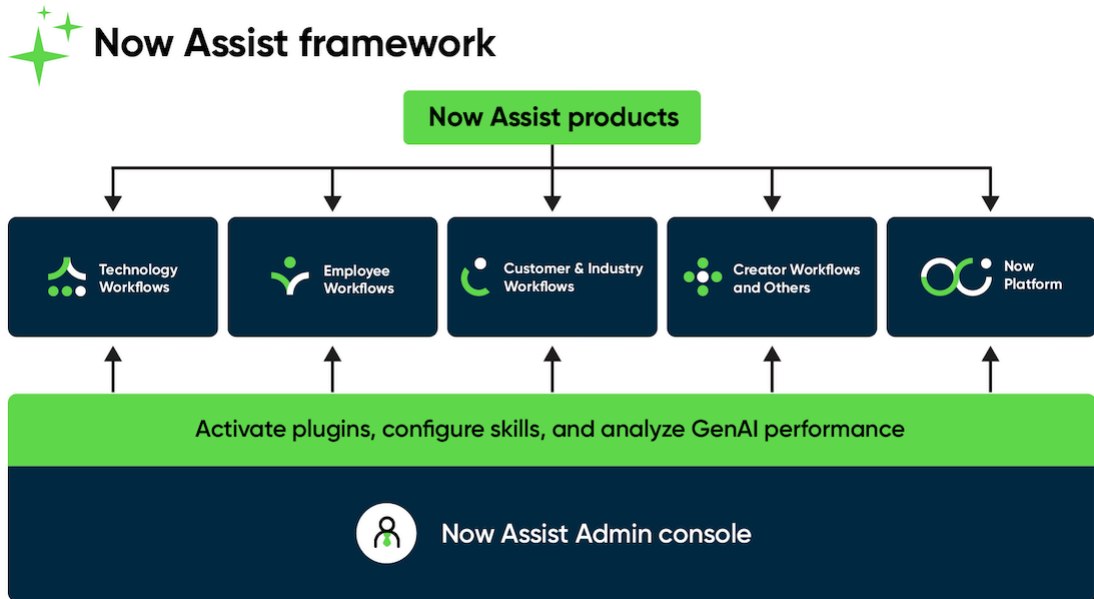 Now Assist framework
Now Assist products
Technology
Workflows
Employee
Workflows
Customer & Industry
Workflows
Creator Workflows
and Others
Now
Platform
Activate plugins, configure skills, and analyze GenAI performance
Now Assist Admin console